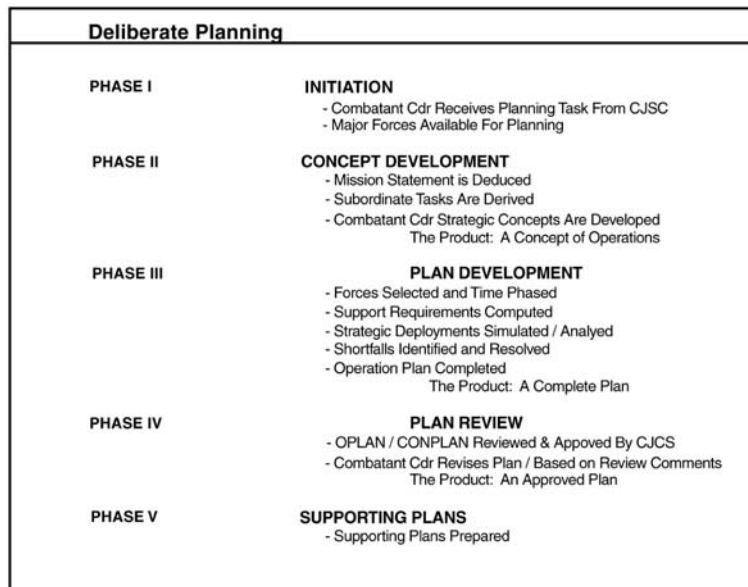 Deliberate Planning
PHASE I INITIATION
- Combatant Cdr Receives Planning Task From CJSC
- Major Forces Available For Planning
PHASE II CONCEPT DEVELOPMENT
- Mission Statement is Deduced
- Subordinate Tasks Are Derived
- Combatant Cdr Strategic Concepts Are Developed
The Product: A Concept of Operations
PHASE III PLAN DEVELOPMENT
- Forces Selected and Time Phased
- Support Requirements Computed
- Strategic Deployments Simulated / Analyed
- Shortfalls Identified and Resolved
- Operation Plan Completed
The Product: A Complete Plan
PHASE IV PLAN REVIEW
- OPLAN / CONPLAN Reviewed & Appoved By CJCS
- Combatant Cdr Revises Plan / Based on Review Comments
The Product: An Approved Plan
PHASE V SUPPORTING PLANS
- Supporting Plans Prepared